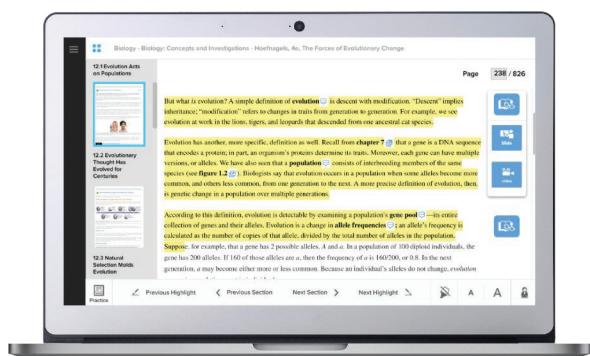 Biology - Biology: Concepts and Investigations - Hoefnagels, 4e, The Forces of Evolutionary Change
12.1 Evolution Acts
on Populations
12.2 Evolutionary
Thought Has
Evolved for
Centuries
12.3 Natural
Selection Molds
Evolution
Page 238 / 826
But what is evolution? A simple definition of evolution is descent with modification. "Descent" implies
inheritance; "modification" refers to changes in traits from generation to generation. For example, we see
evolution at work in the lions, tigers, and leopards that descended from one ancestral cat species.
Evolution has another, more specific, definition as well. Recall from chapter 7 that a gene is a DNA sequence
that encodes a protein; in part, an organism's proteins determine its traits. Moreover, each gene can have multiple
versions, or alleles. We have also seen that a population consists of interbreeding members of the same
species (see figure 1.2). Biologists say that evolution occurs in a population when some alleles become more
common, and others less common, from one generation to the next. A more precise definition of evolution, then,
is genetic change in a population over multiple generations.
According to this definition, evolution is detectable by examining a population's gene pool—its entire
collection of genes and their alleles. Evolution is a change in allele frequencies; an allele's frequency is
calculated as the number of copies of that allele, divided by the total number of alleles in the population.
Suppose, for example, that a gene has 2 possible alleles, A and a. In a population of 100 diploid individuals, the
gene has 200 alleles. If 160 of those alleles are a, then the frequency of a is 160/200, or 0.8. In the next
generation, a may become either more or less common. Because an individual's alleles do not change, evolution
Slide
Practice
Previous Highlight
Previous Section
Next Section
Next Highlight
A
A